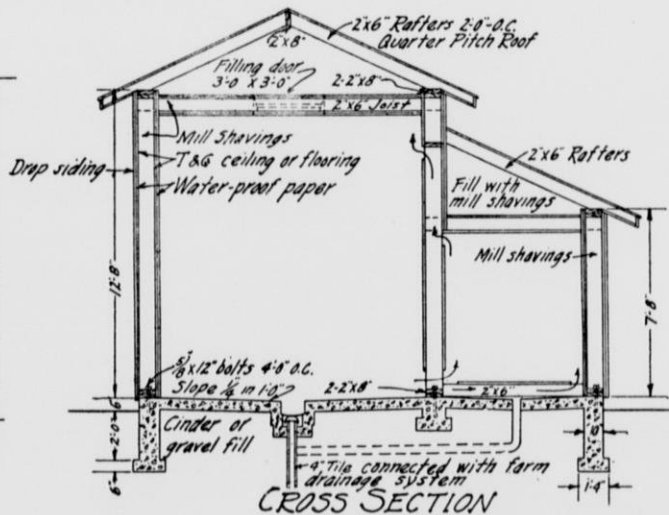 2"x6" Rafters 2'-0"-O.C.
Quarter Pitch Roof
2"x8"
Filling door
3'-0" x 3'-0"
2-2"x8"
2"x6" Joist
Mill Shavings
T&G ceiling or flooring
Drop siding
Water-proof paper
2"x6" Rafters
Fill with
mill shavings
Mill shavings
12'-8"
7'-8"
5/8"x12" bolts 4'-0" O.C.
Slope 1/4" in 1'-0"
2-2"x8"
2"x6"
6"
2'-0"
6"
Cinder or
gravel fill
4" Tile connected with farm
drainage system
1'-4"
CROSS SECTION